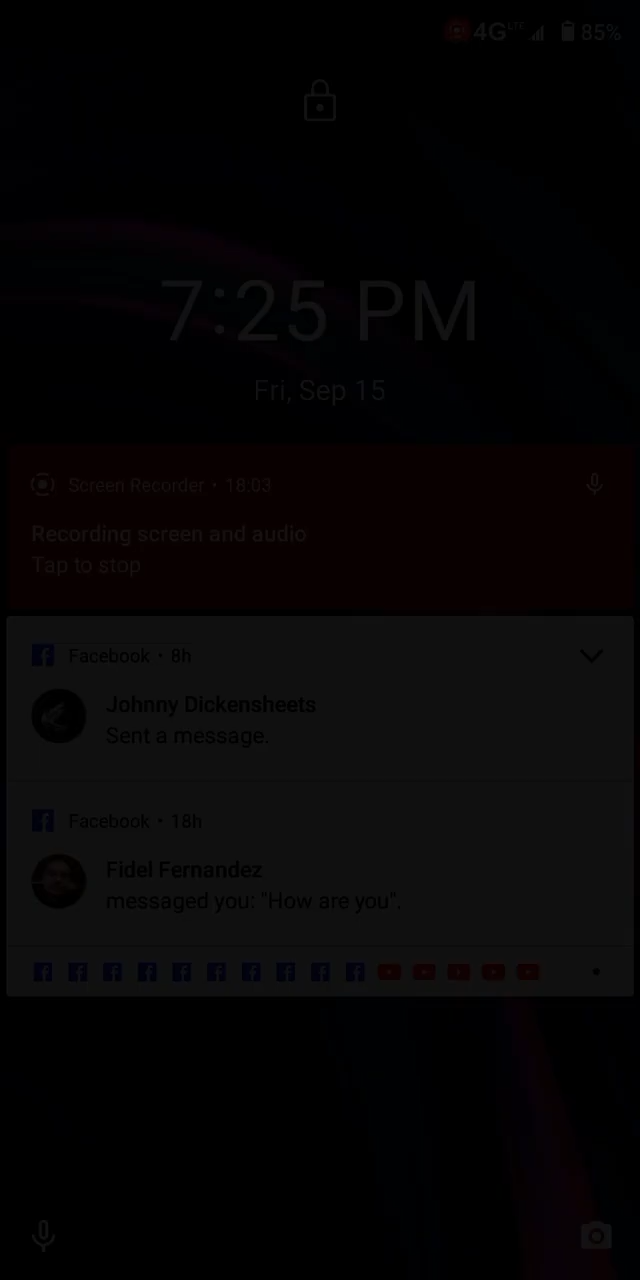 4G LTE 85%
7:25 PM
Fri, Sep 15
Screen Recorder • 18:03
Recording screen and audio
Tap to stop
Facebook • 8h
Johnny Dickensheets
Sent a message.
Facebook • 18h
Fidel Fernandez
messaged you: "How are you".